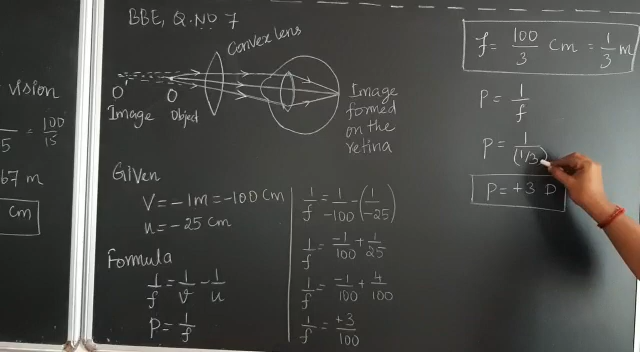 vision
5 = 100/15
67 m
cm
BBE, Q.NO 7
Convex lens
O' O
Image Object
Image
formed
on the
retina
Given
V = -1m = -100 cm
u = -25 cm
Formula
1/f = 1/v - 1/u
P = 1/f
1/f = 1/-100 - (1/-25)
1/f = -1/100 + 1/25
1/f = -1/100 + 4/100
1/f = +3/100
f = 100/3 cm = 1/3 m
P = 1/f
P = 1/(1/3)
P = +3 D